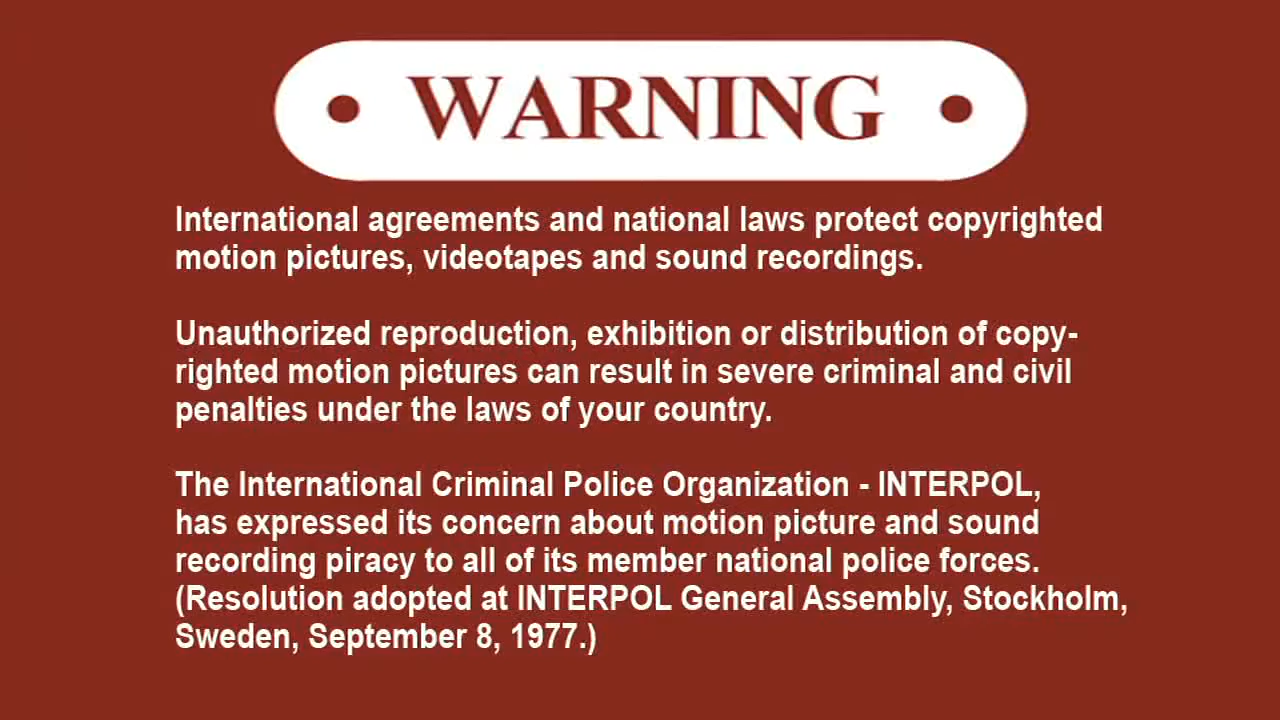 • WARNING •
International agreements and national laws protect copyrighted
motion pictures, videotapes and sound recordings.
Unauthorized reproduction, exhibition or distribution of copy-
righted motion pictures can result in severe criminal and civil
penalties under the laws of your country.
The International Criminal Police Organization - INTERPOL,
has expressed its concern about motion picture and sound
recording piracy to all of its member national police forces.
(Resolution adopted at INTERPOL General Assembly, Stockholm,
Sweden, September 8, 1977.)